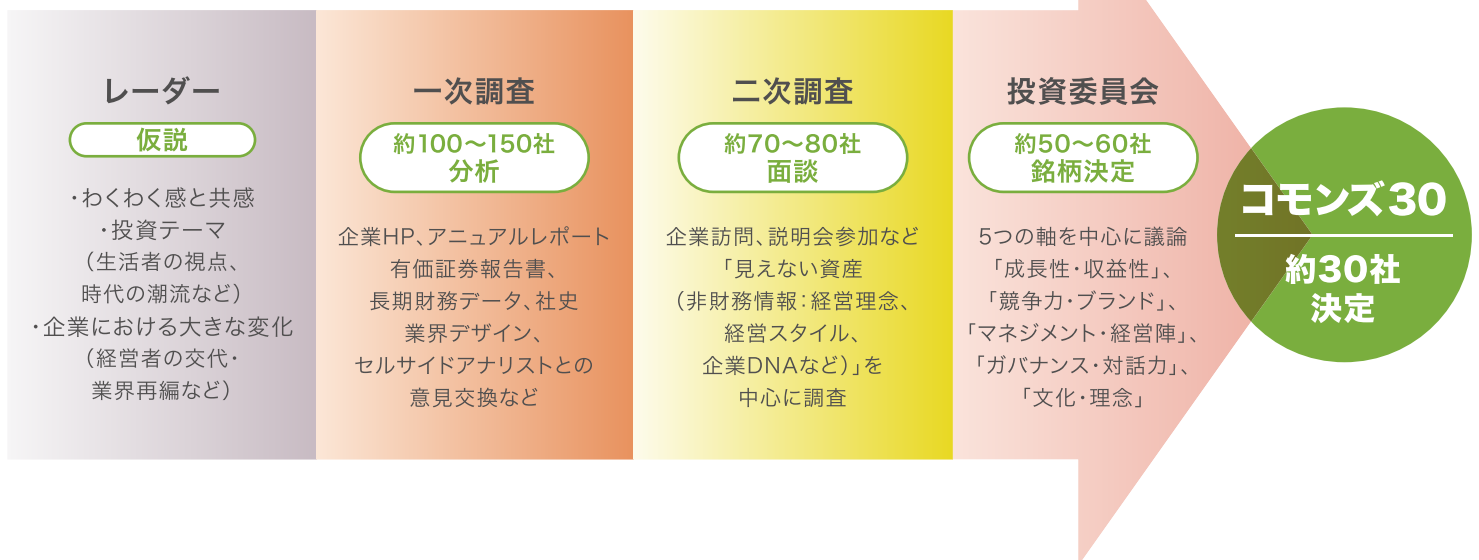 レーダー
仮説
・わくわく感と共感
・投資テーマ
（生活者の視点、
時代の潮流など）
・企業における大きな変化
（経営者の交代・
業界再編など）
一次調査
約100〜150社
分析
企業HP、アニュアルレポート
有価証券報告書、
長期財務データ、社史
業界デザイン、
セルサイドアナリストとの
意見交換など
二次調査
約70〜80社
面談
企業訪問、説明会参加など
「見えない資産
（非財務情報：経営理念、
経営スタイル、
企業DNAなど）」を
中心に調査
投資委員会
約50〜60社
銘柄決定
5つの軸を中心に議論
「成長性・収益性」、
「競争力・ブランド」、
「マネジメント・経営陣」、
「ガバナンス・対話力」、
「文化・理念」
コモンズ30
約30社
決定